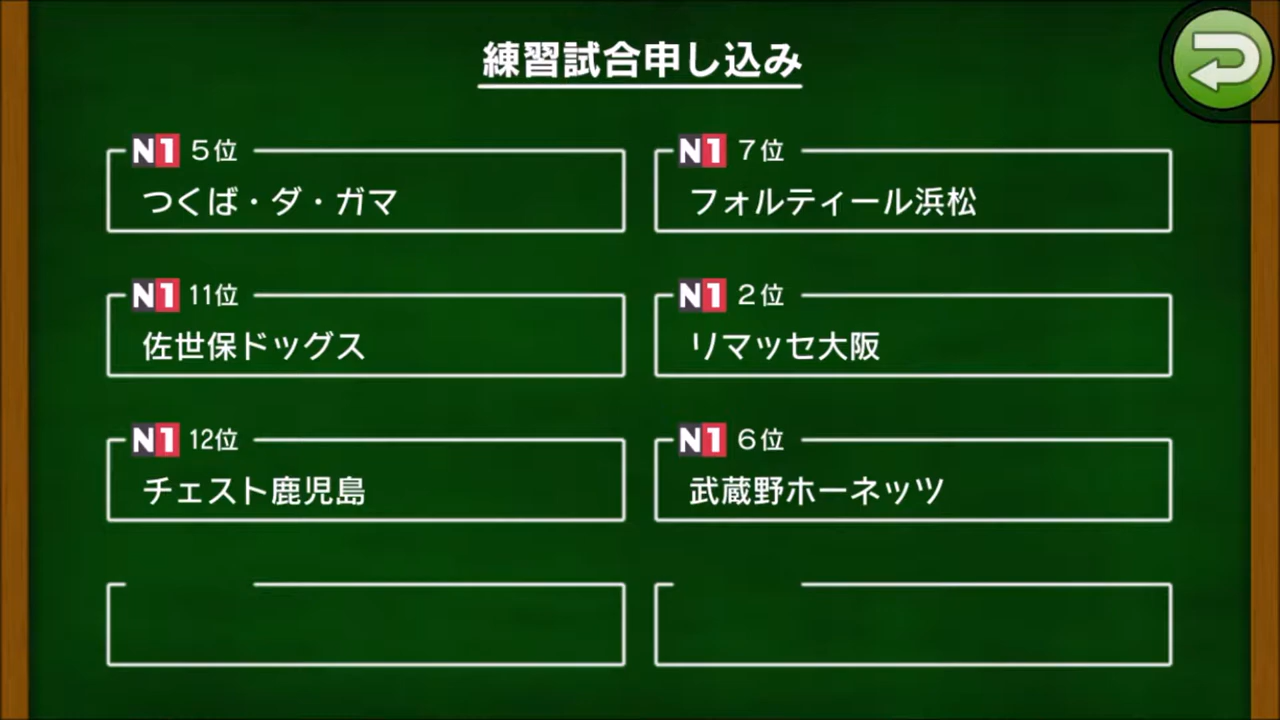 練習試合申し込み
N1 5位
つくば・ダ・ガマ
N1 7位
フォルティール浜松
N1 11位
佐世保ドッグス
N1 2位
リマッセ大阪
N1 12位
チェスト鹿児島
N1 6位
武蔵野ホーネッツ